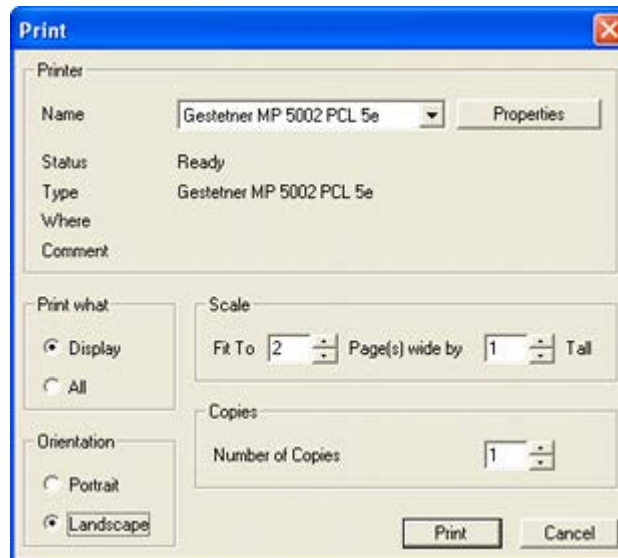 Print
Printer
Name Gestetner MP 5002 PCL 5e Properties
Status Ready
Type Gestetner MP 5002 PCL 5e
Where
Comment
Print what
Display
All
Scale
Fit To 2 Page(s) wide by 1 Tall
Copies
Number of Copies 1
Orientation
Portrait
Landscape
Print Cancel